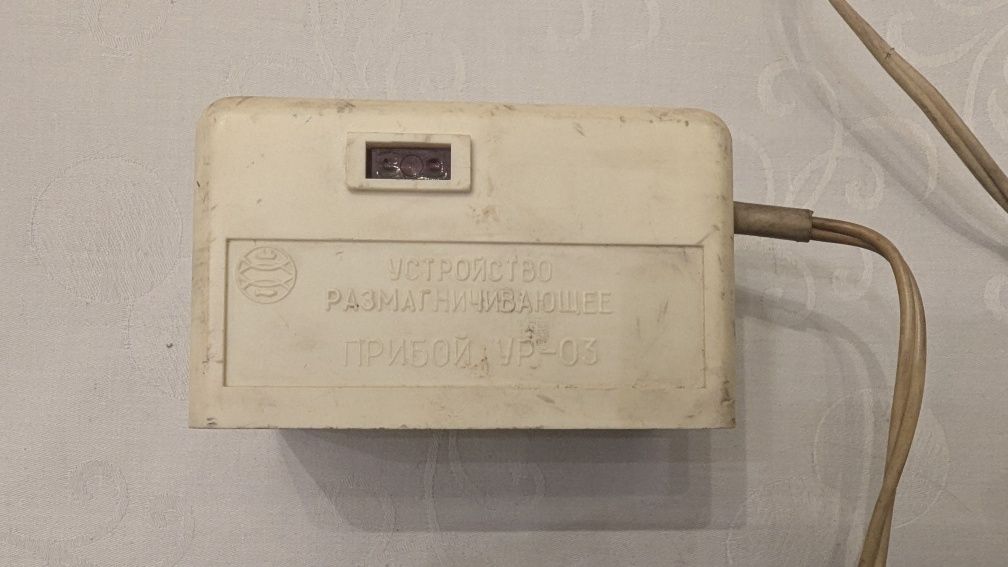 УСТРОЙСТВО
РАЗМАГНИЧИВАЮЩЕЕ
ПРИБОЙ УР-03